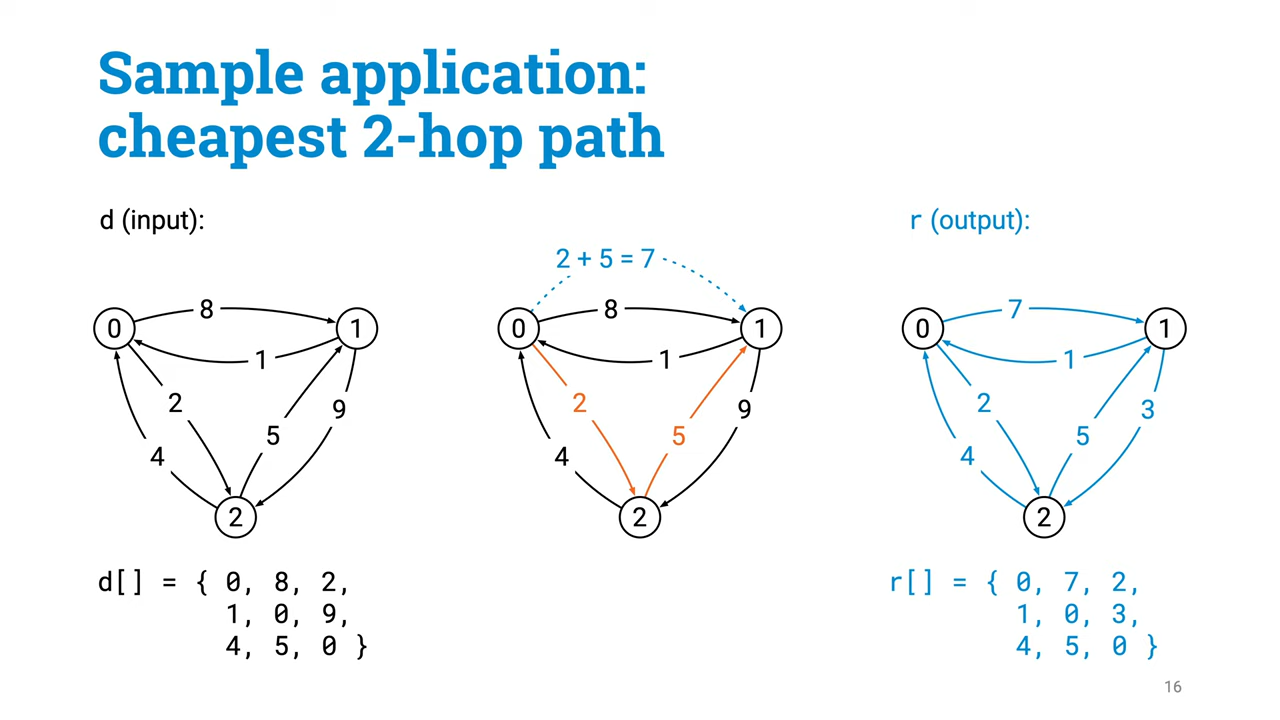 Sample application:
cheapest 2-hop path
d (input):
r (output):
2 + 5 = 7
0
8
1
1
2
9
5
4
2
0
8
1
1
2
9
5
4
2
0
7
1
1
2
3
5
4
2
d[] = { 0, 8, 2,
1, 0, 9,
4, 5, 0 }
r[] = { 0, 7, 2,
1, 0, 3,
4, 5, 0 }
16